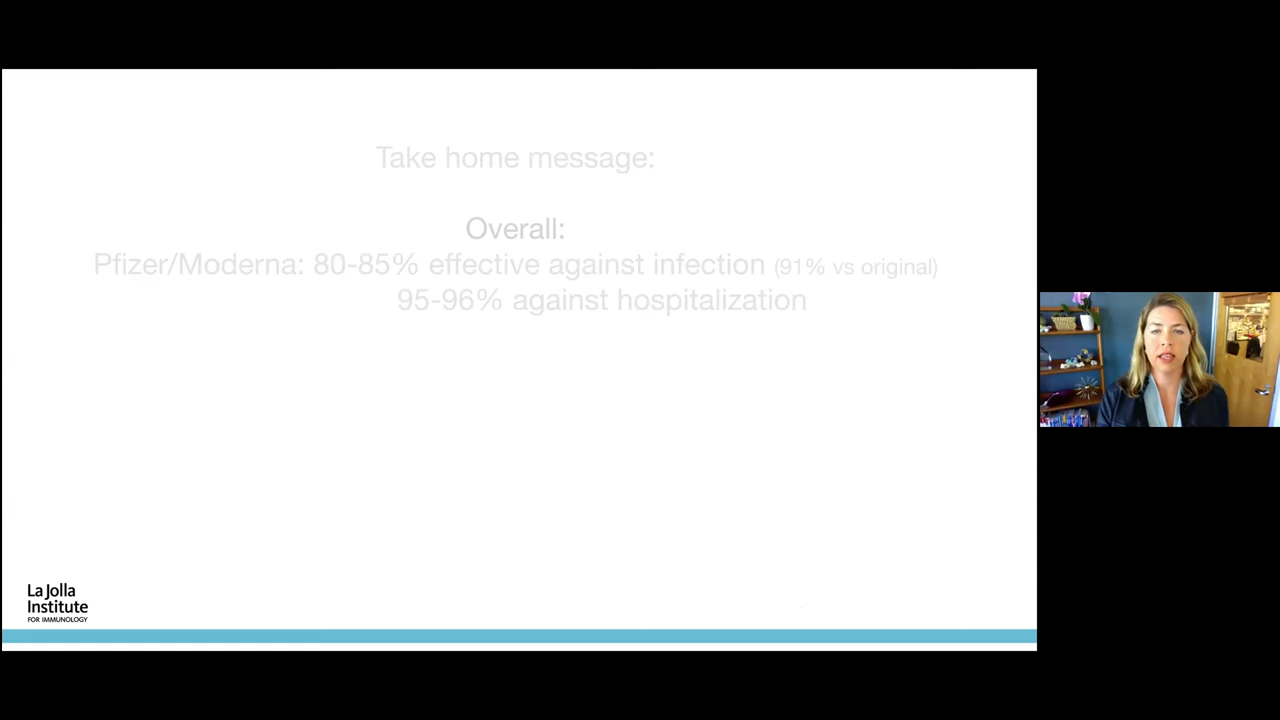 Take home message:
Overall:
Pfizer/Moderna: 80-85% effective against infection (91% vs original)
95-96% against hospitalization
La Jolla
Institute
FOR IMMUNOLOGY